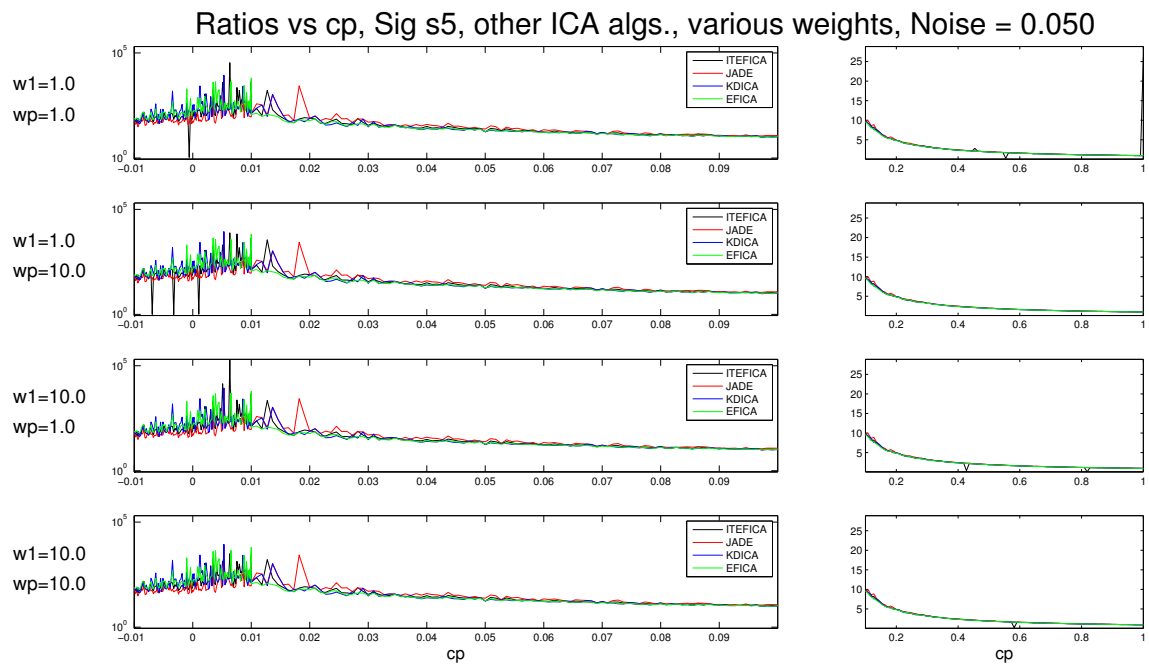 Ratios vs cp, Sig s5, other ICA algs., various weights, Noise = 0.050
w1=1.0
wp=1.0
10^5
10^0
ITEFICA
JADE
KDICA
EFICA
−0.01 0 0.01 0.02 0.03 0.04 0.05 0.06 0.07 0.08 0.09
25
20
15
10
5
0.2 0.4 0.6 0.8 1
w1=1.0
wp=10.0
10^5
10^0
ITEFICA
JADE
KDICA
EFICA
−0.01 0 0.01 0.02 0.03 0.04 0.05 0.06 0.07 0.08 0.09
25
20
15
10
5
0.2 0.4 0.6 0.8 1
w1=10.0
wp=1.0
10^5
10^0
ITEFICA
JADE
KDICA
EFICA
−0.01 0 0.01 0.02 0.03 0.04 0.05 0.06 0.07 0.08 0.09
25
20
15
10
5
0.2 0.4 0.6 0.8 1
w1=10.0
wp=10.0
10^5
10^0
ITEFICA
JADE
KDICA
EFICA
−0.01 0 0.01 0.02 0.03 0.04 0.05 0.06 0.07 0.08 0.09
cp
25
20
15
10
5
0.2 0.4 0.6 0.8 1
cp